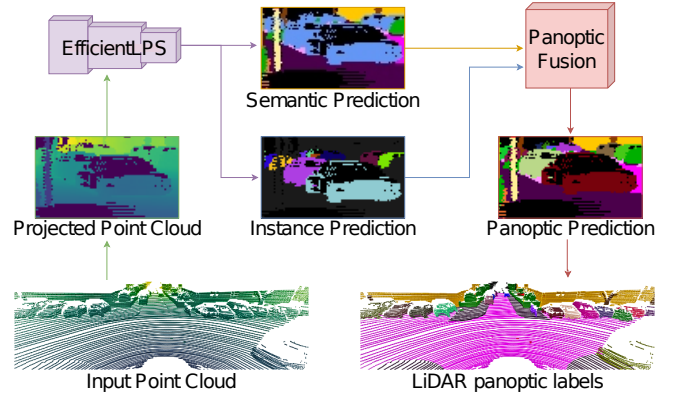 EfficientLPS
Panoptic
Fusion
Semantic Prediction
Projected Point Cloud
Instance Prediction
Panoptic Prediction
Input Point Cloud
LiDAR panoptic labels